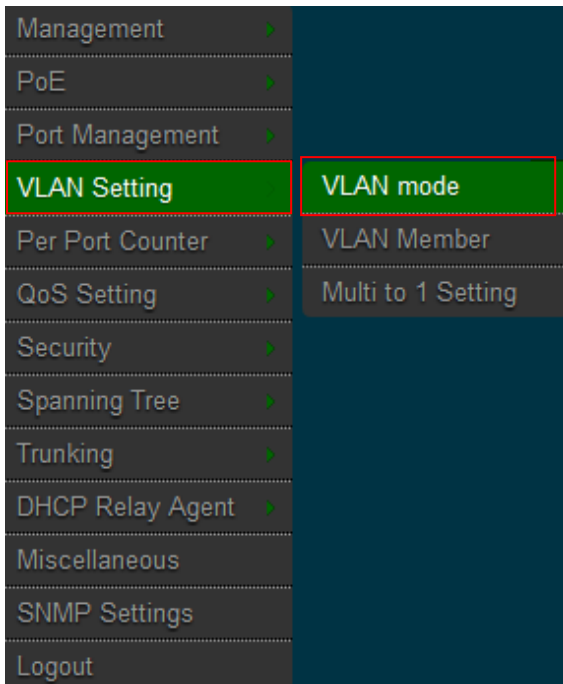 Management
PoE
Port Management
VLAN Setting
VLAN mode
Per Port Counter
VLAN Member
QoS Setting
Multi to 1 Setting
Security
Spanning Tree
Trunking
DHCP Relay Agent
Miscellaneous
SNMP Settings
Logout